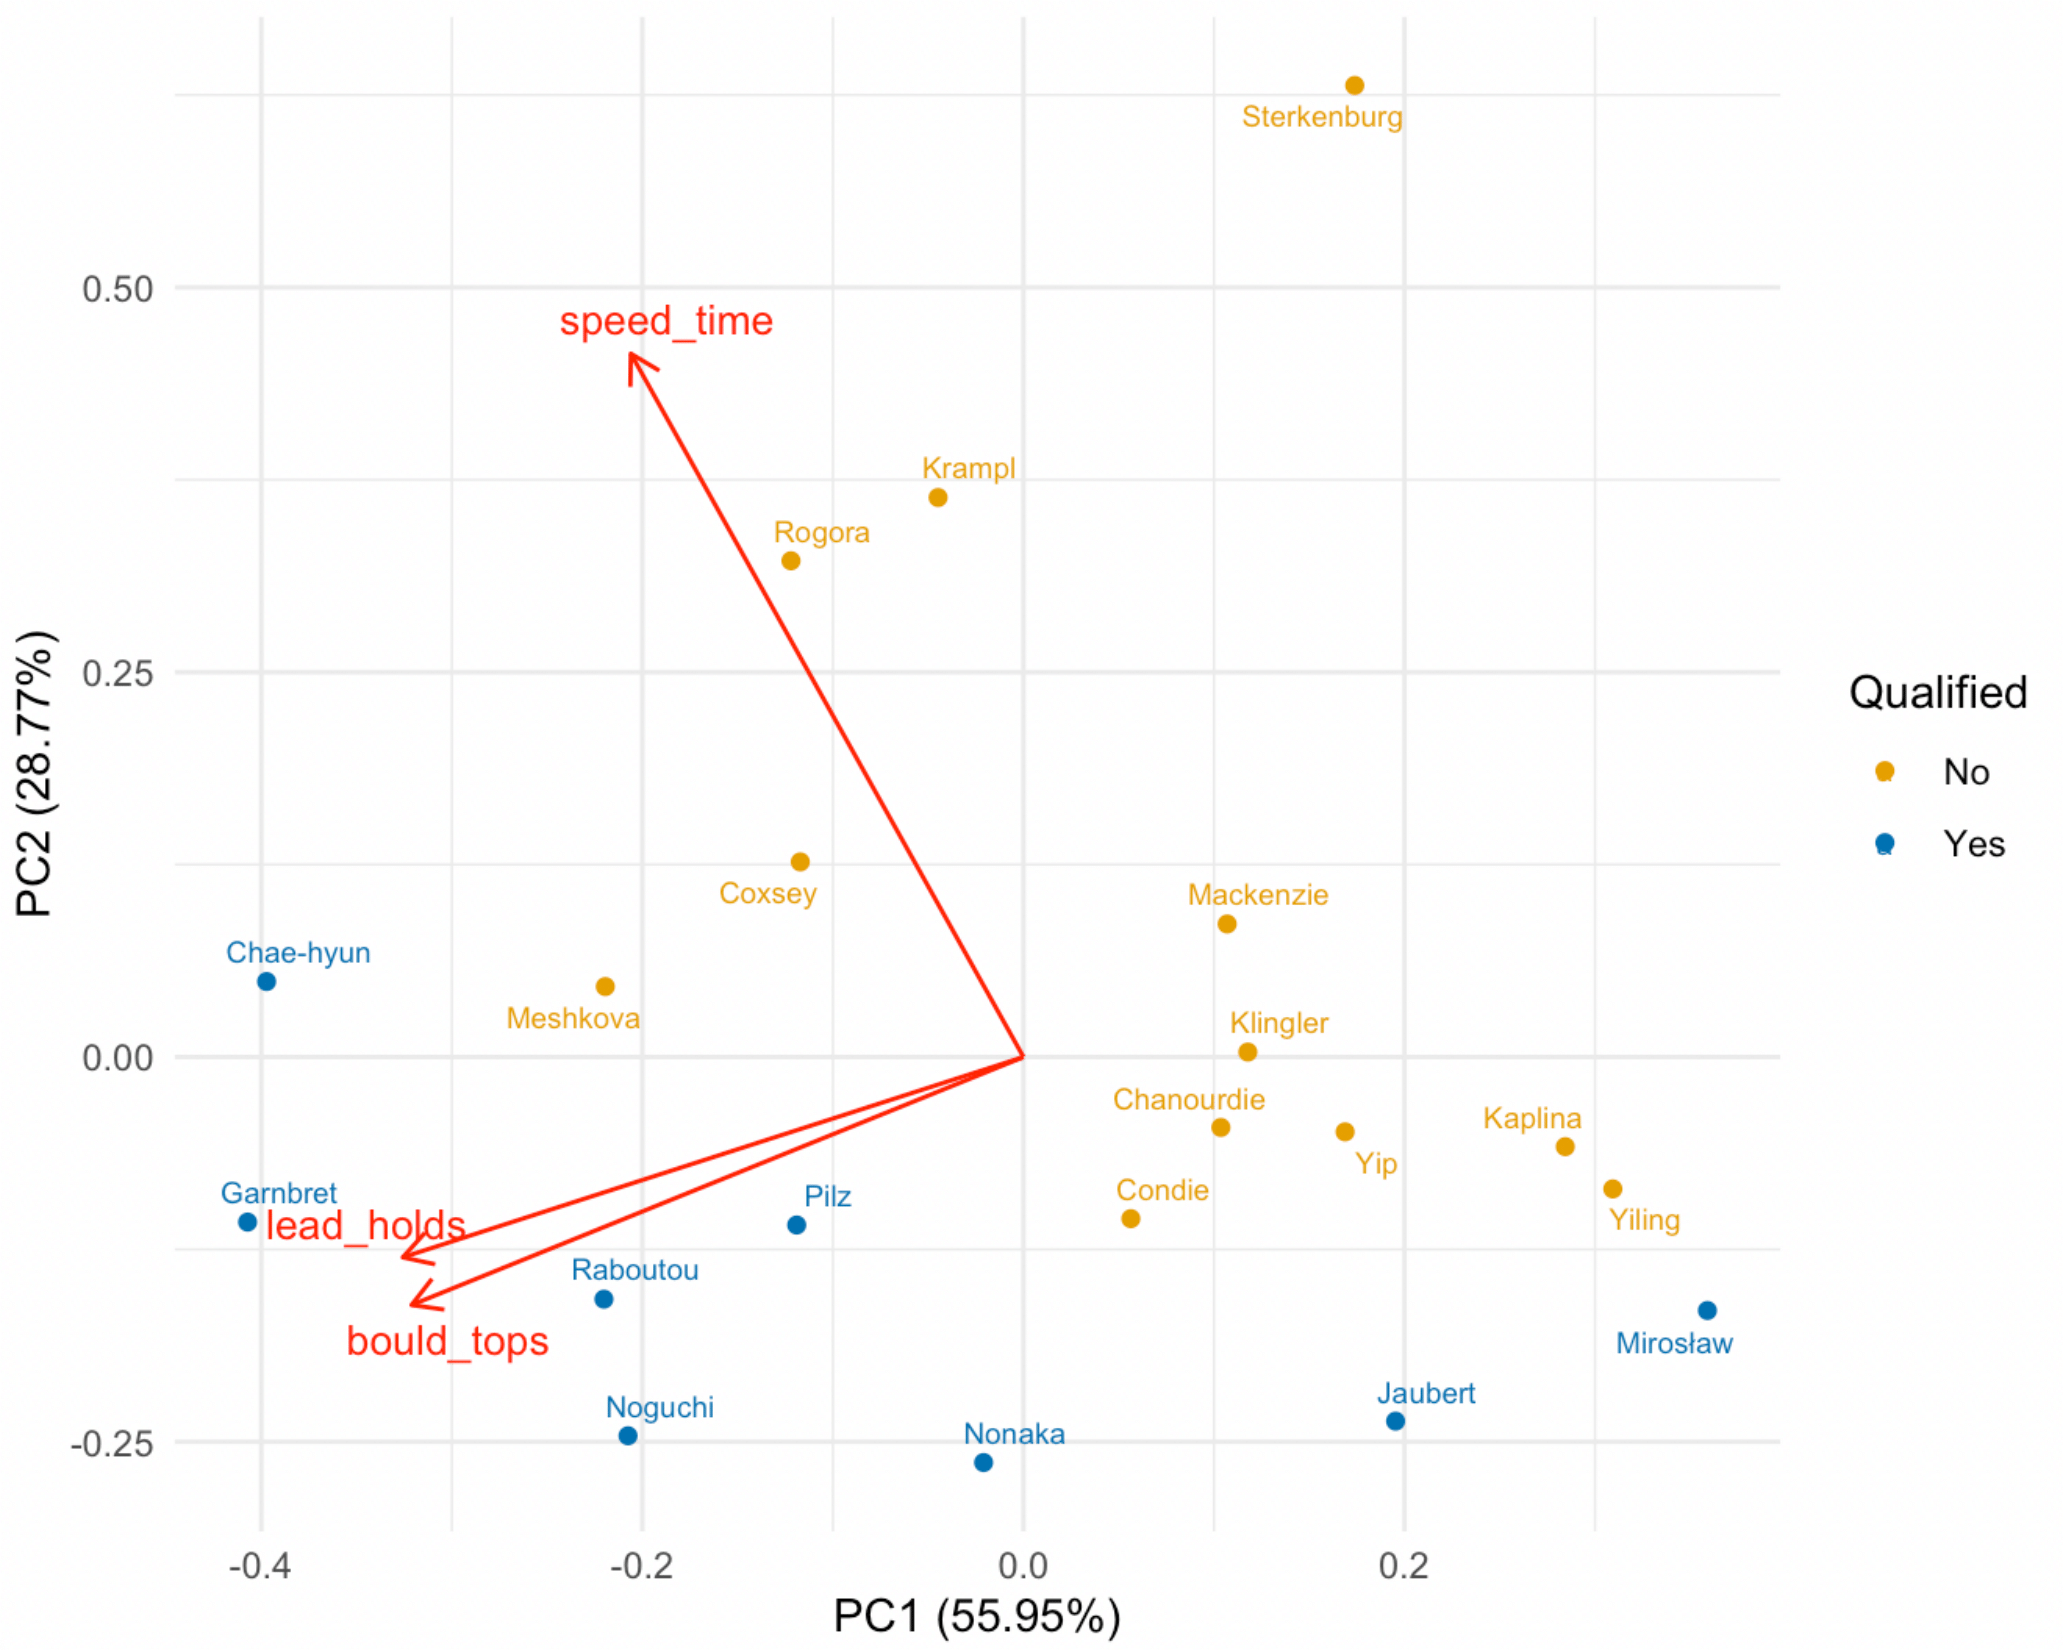 Sterkenburg
0.50
speed_time
Krampl
Rogora
0.25
PC2 (28.77%)
Qualified
No
Yes
Coxsey
Mackenzie
Chae-hyun
Meshkova
Klingler
0.00
Chanourdie
Kaplina
Yip
Garnbret
Pilz
Condie
Yiling
lead_holds
Raboutou
bould_tops
Mirosław
Jaubert
Noguchi
Nonaka
-0.25
-0.4
-0.2
0.0
0.2
PC1 (55.95%)